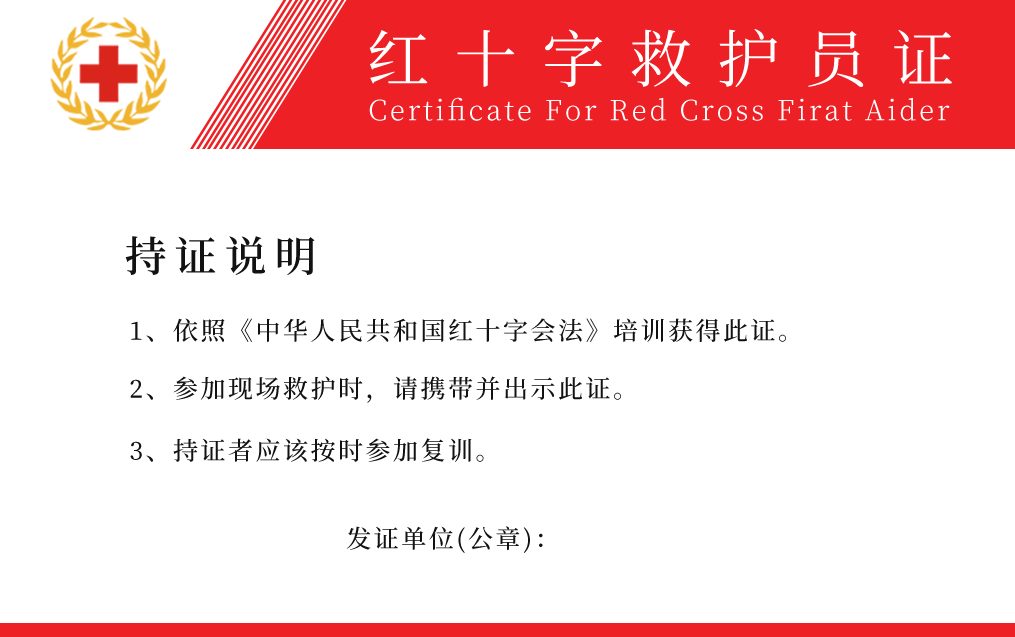 红十字救护员证
Certificate For Red Cross Firat Aider
持证说明
1、依照《中华人民共和国红十字会法》培训获得此证。
2、参加现场救护时，请携带并出示此证。
3、持证者应该按时参加复训。
发证单位(公章)：